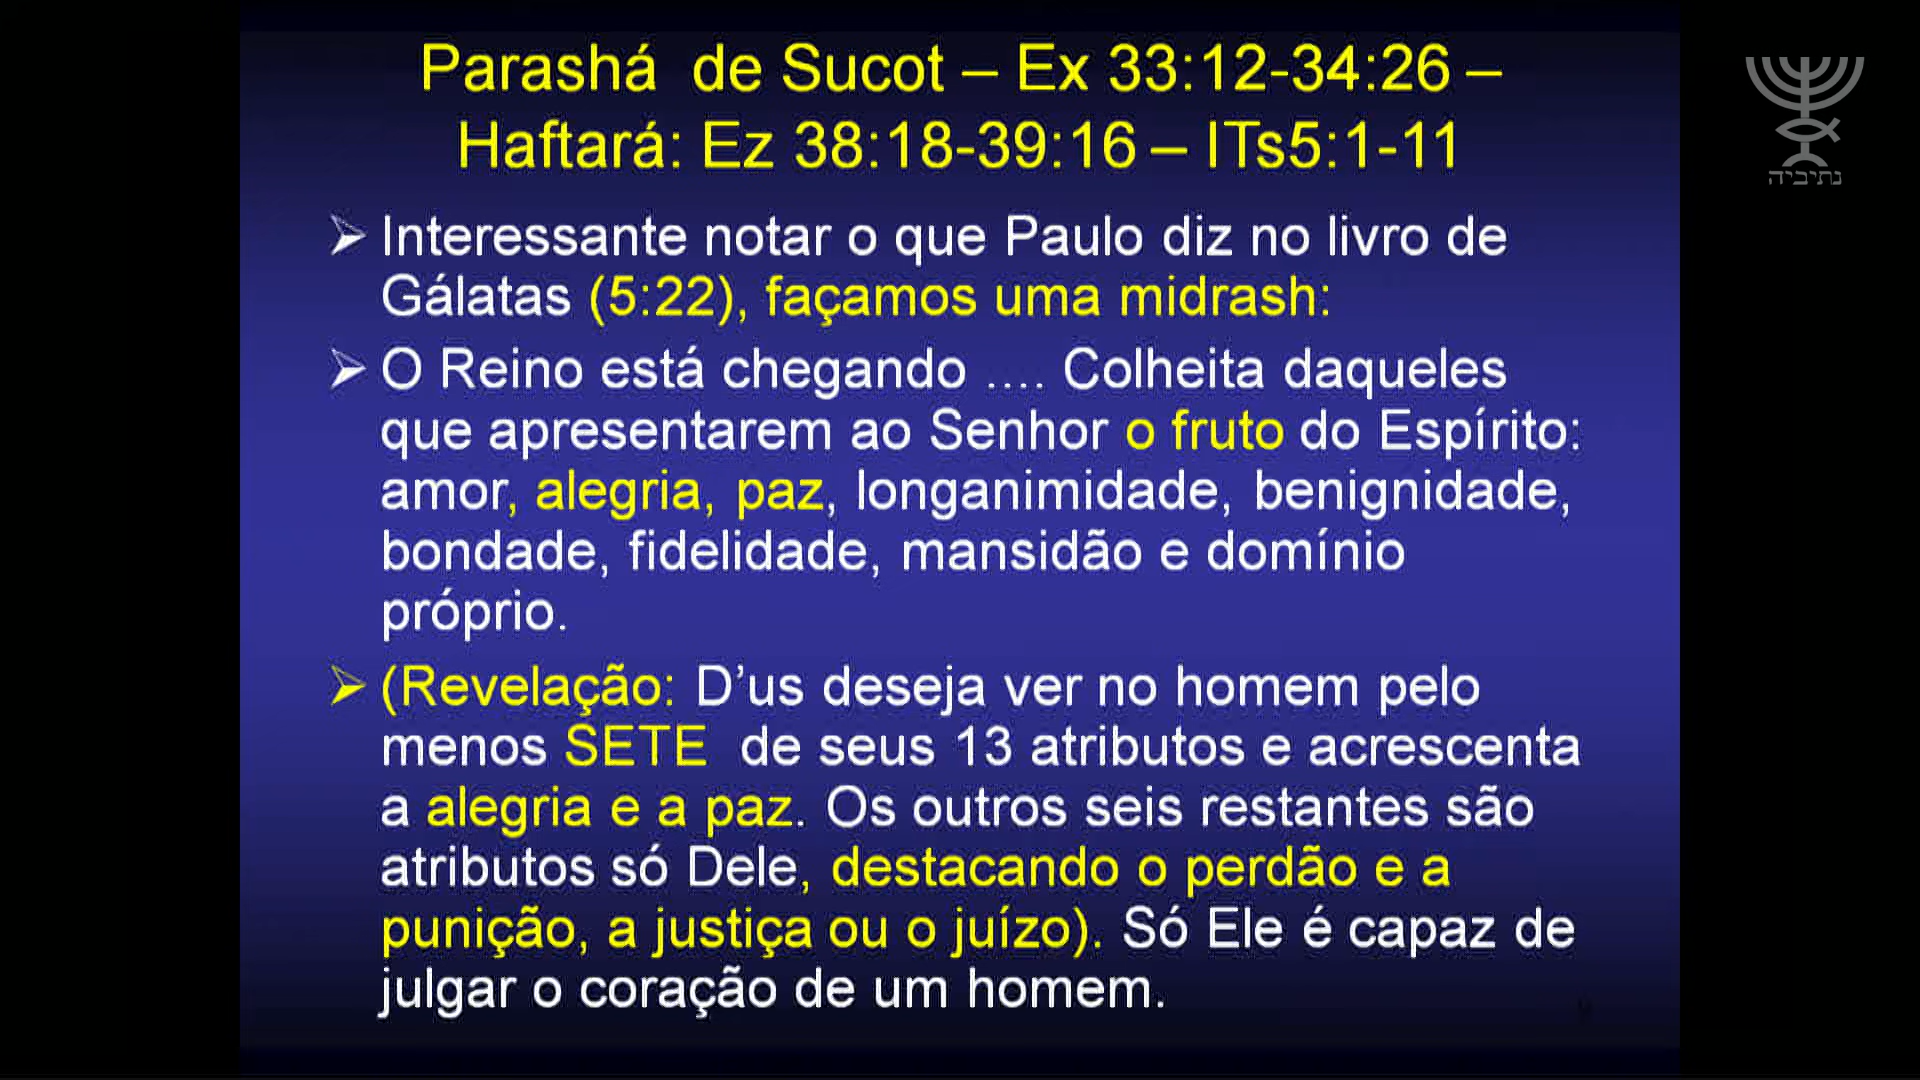 Parashá de Sucot – Ex 33:12-34:26 –
Haftará: Ez 38:18-39:16 – ITs5:1-11
נתיביה
Interessante notar o que Paulo diz no livro de
Gálatas (5:22), façamos uma midrash:
O Reino está chegando .... Colheita daqueles
que apresentarem ao Senhor o fruto do Espírito:
amor, alegria, paz, longanimidade, benignidade,
bondade, fidelidade, mansidão e domínio
próprio.
(Revelação: D’us deseja ver no homem pelo
menos SETE de seus 13 atributos e acrescenta
a alegria e a paz. Os outros seis restantes são
atributos só Dele, destacando o perdão e a
punição, a justiça ou o juízo). Só Ele é capaz de
julgar o coração de um homem.